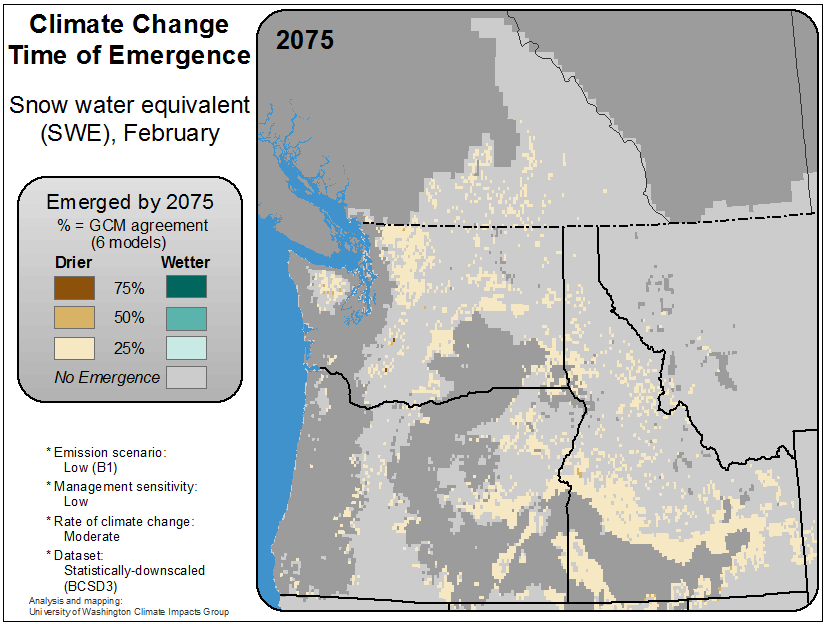 Climate Change
Time of Emergence
Snow water equivalent
(SWE), February
Emerged by 2075
% = GCM agreement
(6 models)
Drier Wetter
75%
50%
25%
No Emergence
* Emission scenario:
Low (B1)
* Management sensitivity:
Low
* Rate of climate change:
Moderate
* Dataset:
Statistically-downscaled
(BCSD3)
Analysis and mapping:
University of Washington Climate Impacts Group
2075